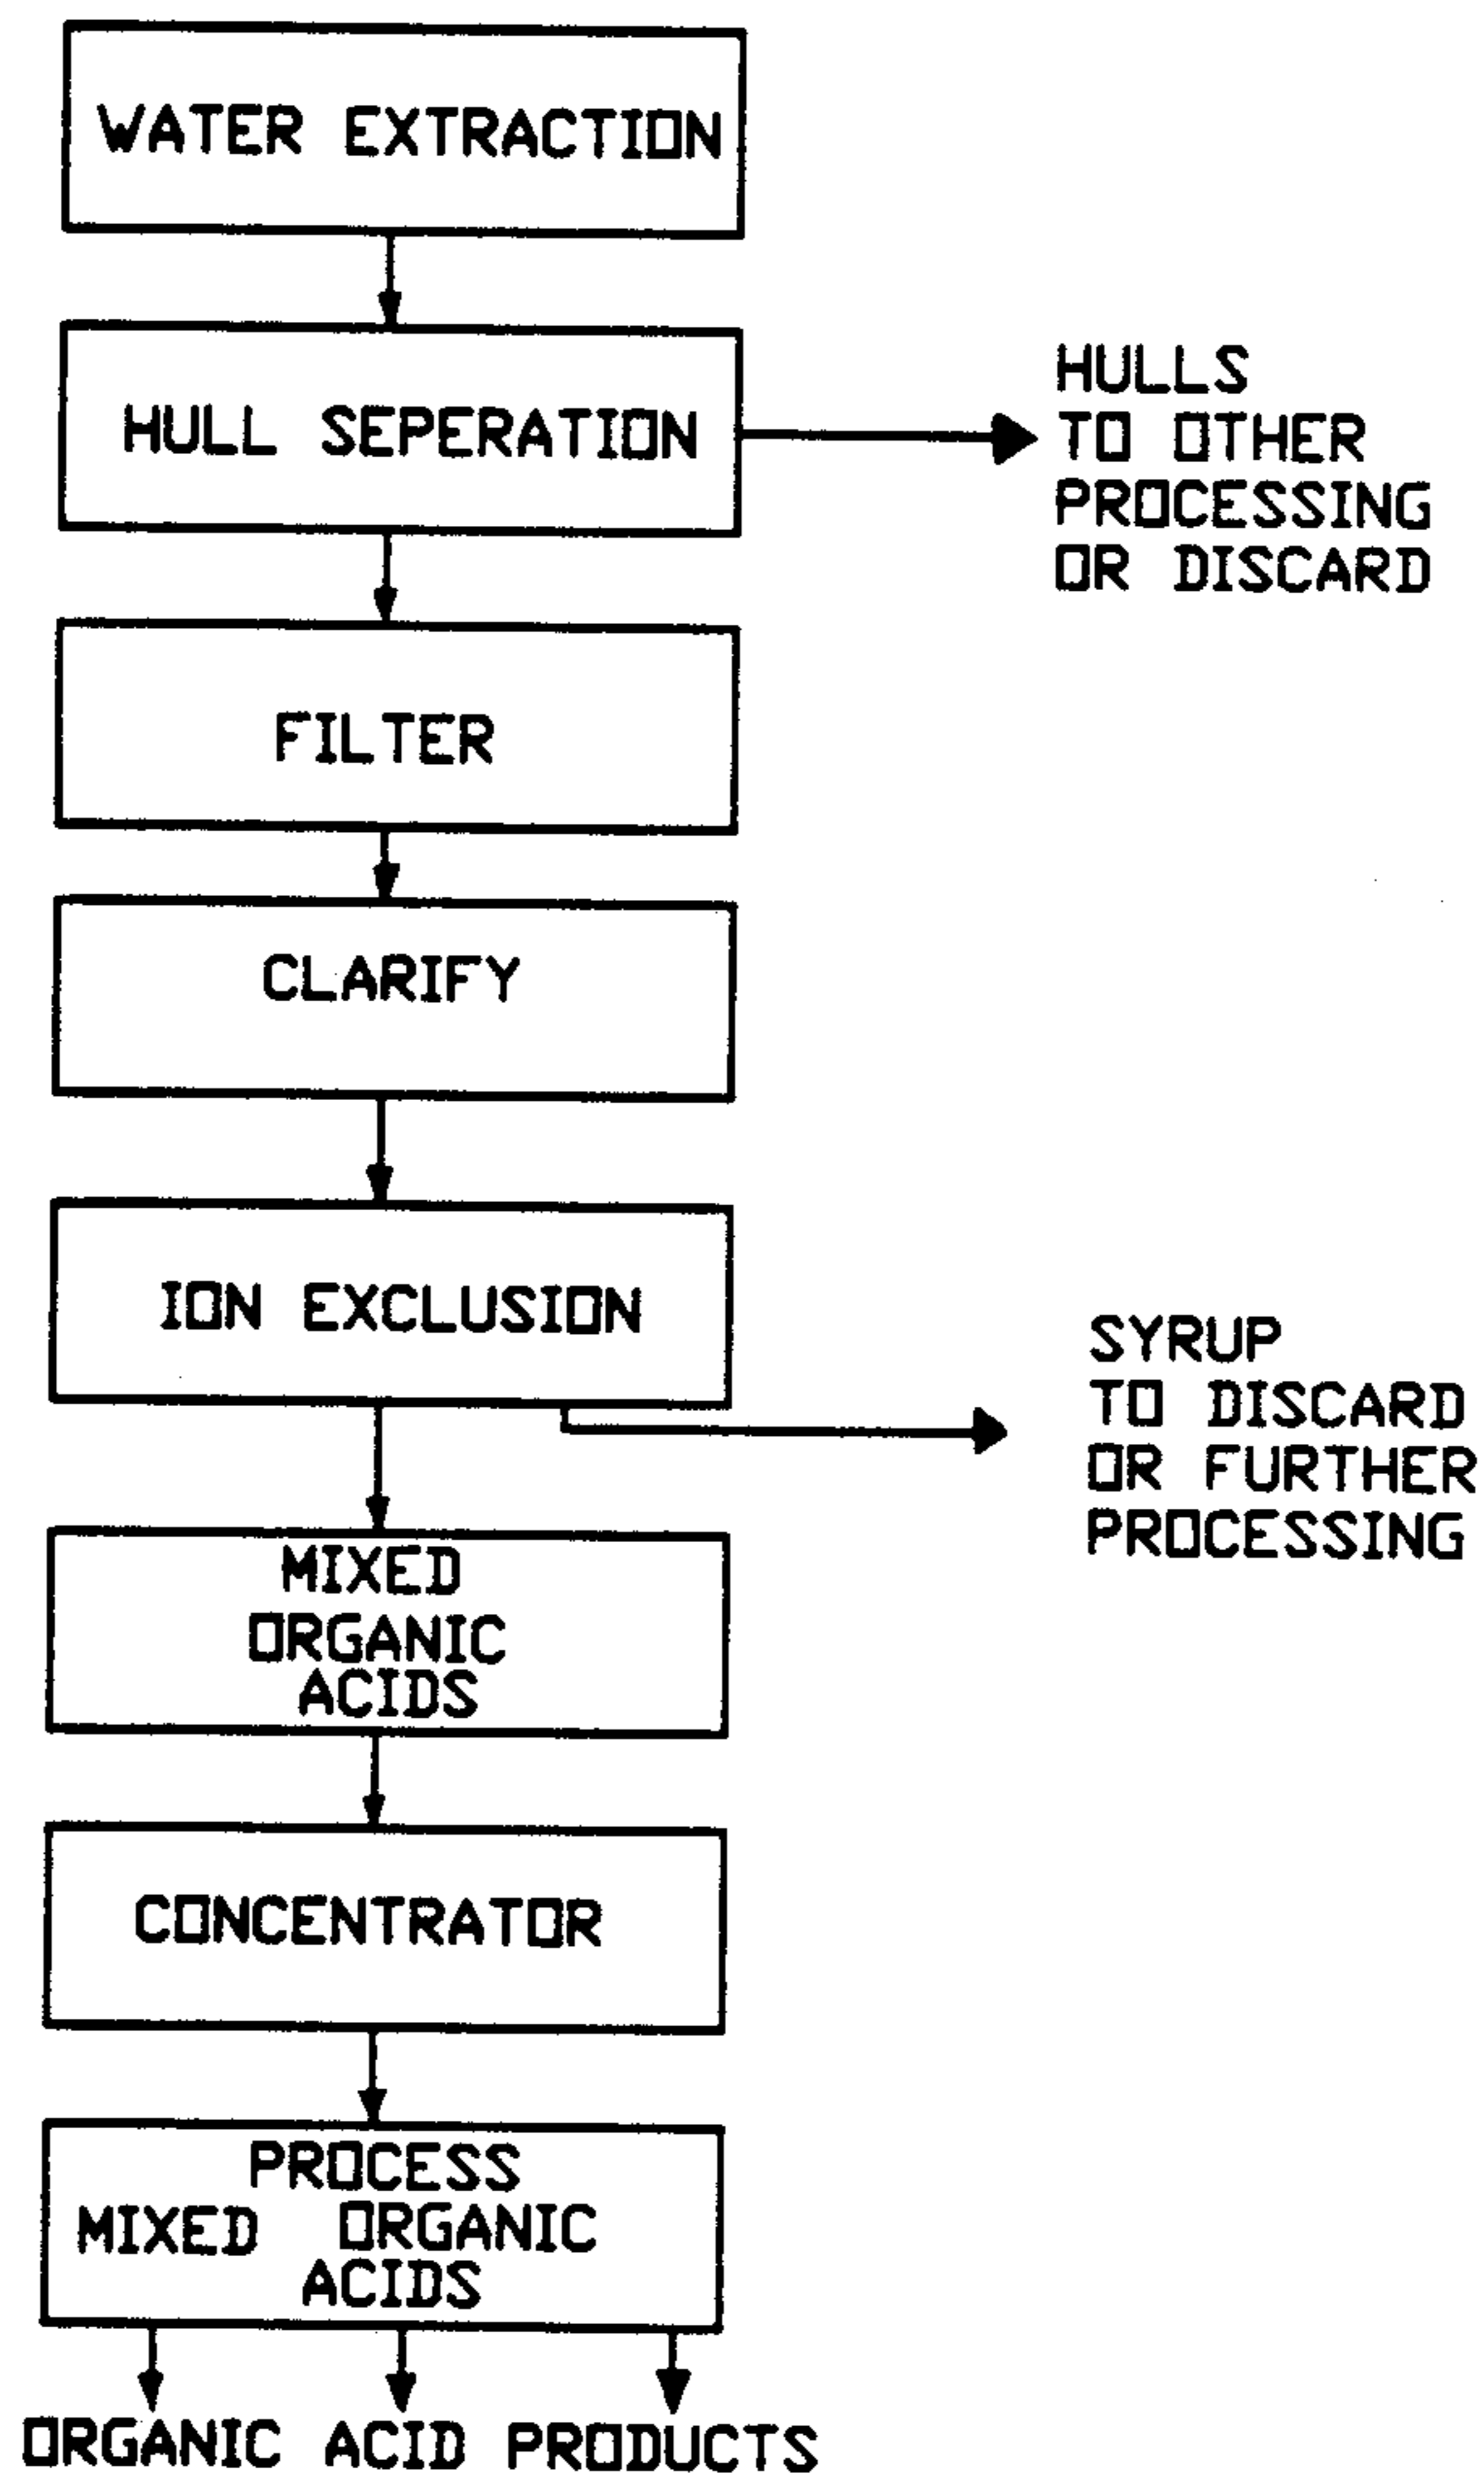 WATER EXTRACTION
HULL SEPERATION
HULLS
TO OTHER
PROCESSING
OR DISCARD
FILTER
CLARIFY
ION EXCLUSION
SYRUP
TO DISCARD
OR FURTHER
PROCESSING
MIXED
ORGANIC
ACIDS
CONCENTRATOR
PROCESS
MIXED ORGANIC
ACIDS
ORGANIC ACID PRODUCTS